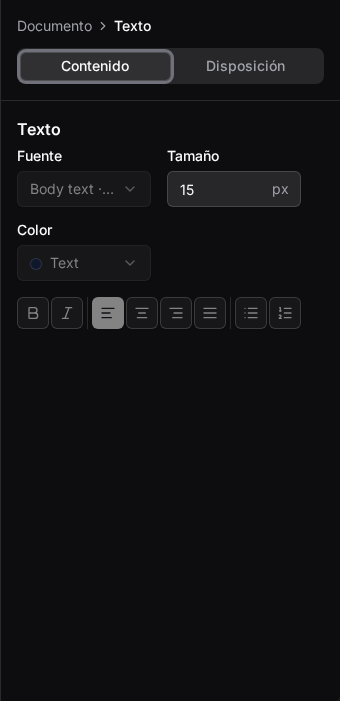 Documento > Texto
Contenido Disposición
Texto
Fuente Tamaño
Body text ·... 15 px
Color
Text